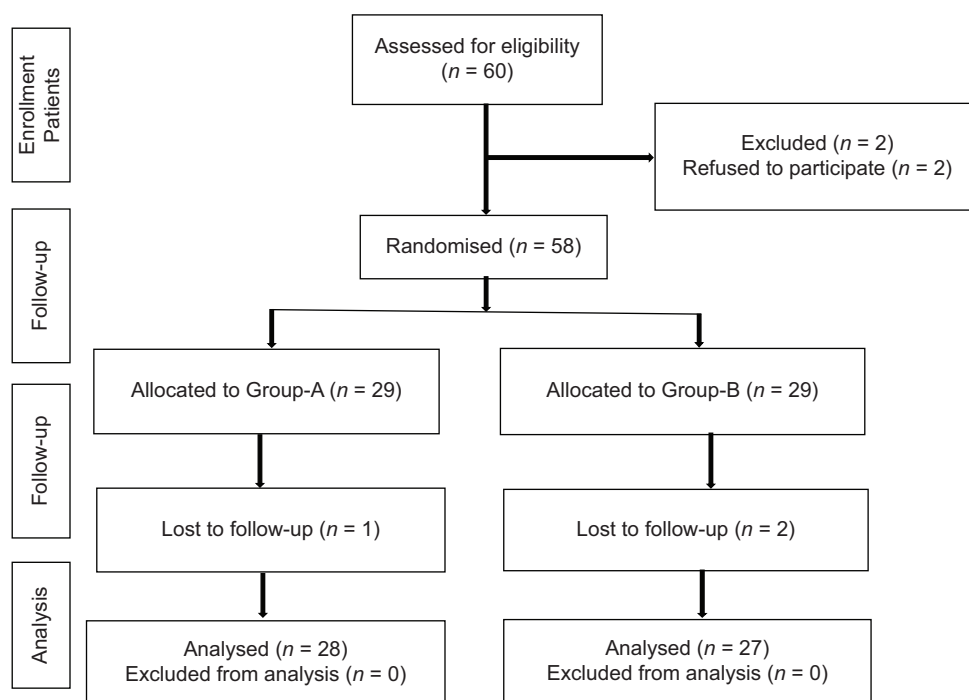 Enrollment
Patients
Assessed for eligibility
(n = 60)
Excluded (n = 2)
Refused to participate (n = 2)
Follow-up
Randomised (n = 58)
Allocated to Group-A (n = 29)
Allocated to Group-B (n = 29)
Follow-up
Lost to follow-up (n = 1)
Lost to follow-up (n = 2)
Analysis
Analysed (n = 28)
Excluded from analysis (n = 0)
Analysed (n = 27)
Excluded from analysis (n = 0)